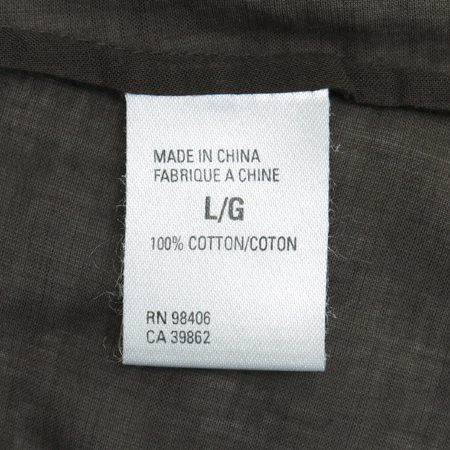 MADE IN CHINA
FABRIQUE A CHINE
L/G
100% COTTON/COTON
RN 98406
CA 39862